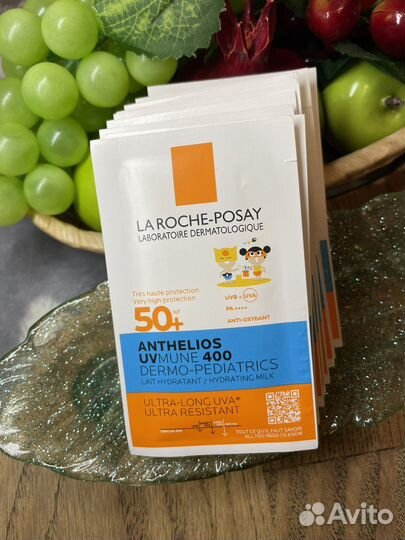 LA ROCHE-POSAY
LABORATOIRE DERMATOLOGIQUE
Très haute protection
Very high protection
SPF
50+
UVB + UVA
PA ++++
ANTI-OXYDANT
ANTHELIOS
UVMUNE 400
DERMO-PEDIATRICS
LAIT HYDRATANT / HYDRATING MILK
ULTRA-LONG UVA*
ULTRA RESISTANT
TOUT CE QU'IL FAUT SAVOIR
ALL YOU NEED TO KNOW
Avito